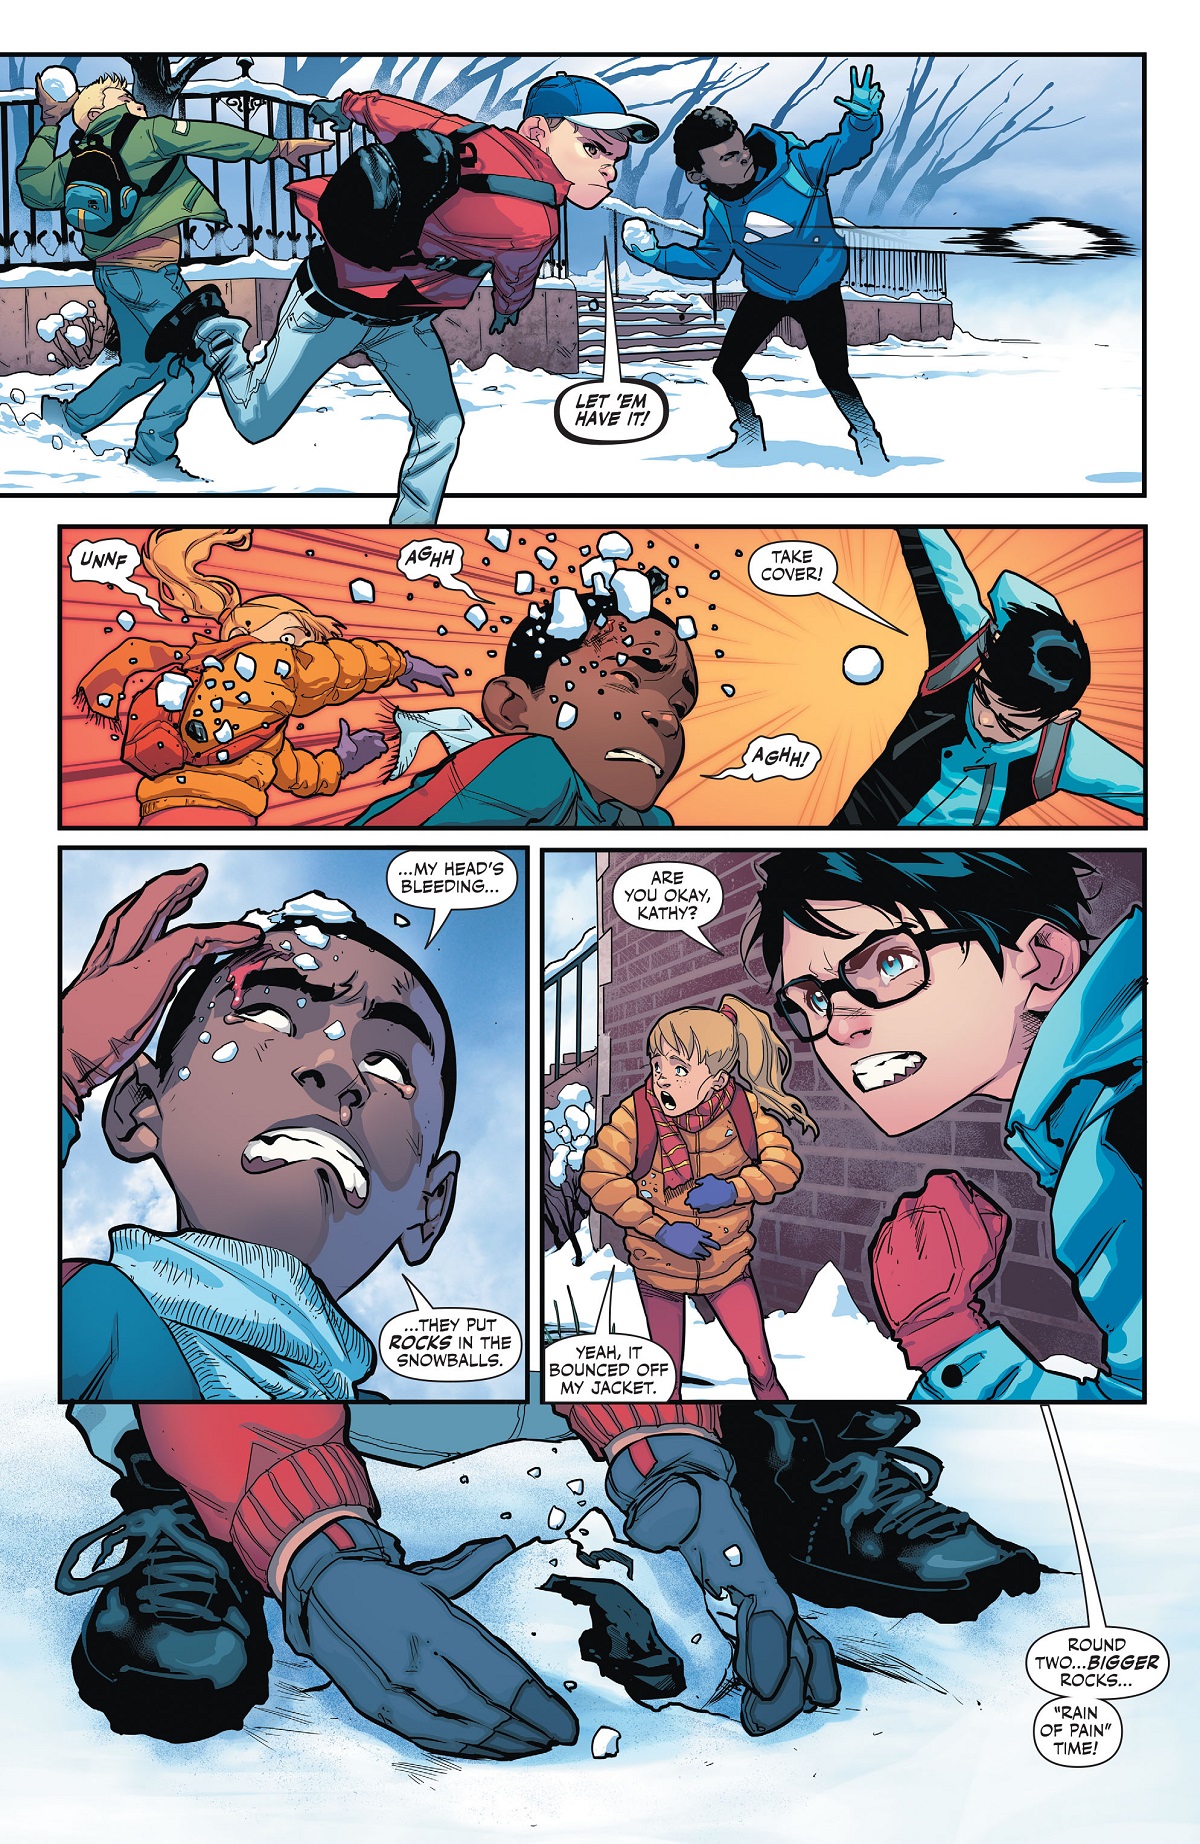 LET 'EM
HAVE IT!
UNNF
AGHH
TAKE
COVER!
AGHH!
...MY HEAD'S
BLEEDING...
...THEY PUT
ROCKS IN THE
SNOWBALLS.
ARE
YOU OKAY,
KATHY?
YEAH, IT
BOUNCED OFF
MY JACKET.
ROUND
TWO...BIGGER
ROCKS...
"RAIN
OF PAIN"
TIME!